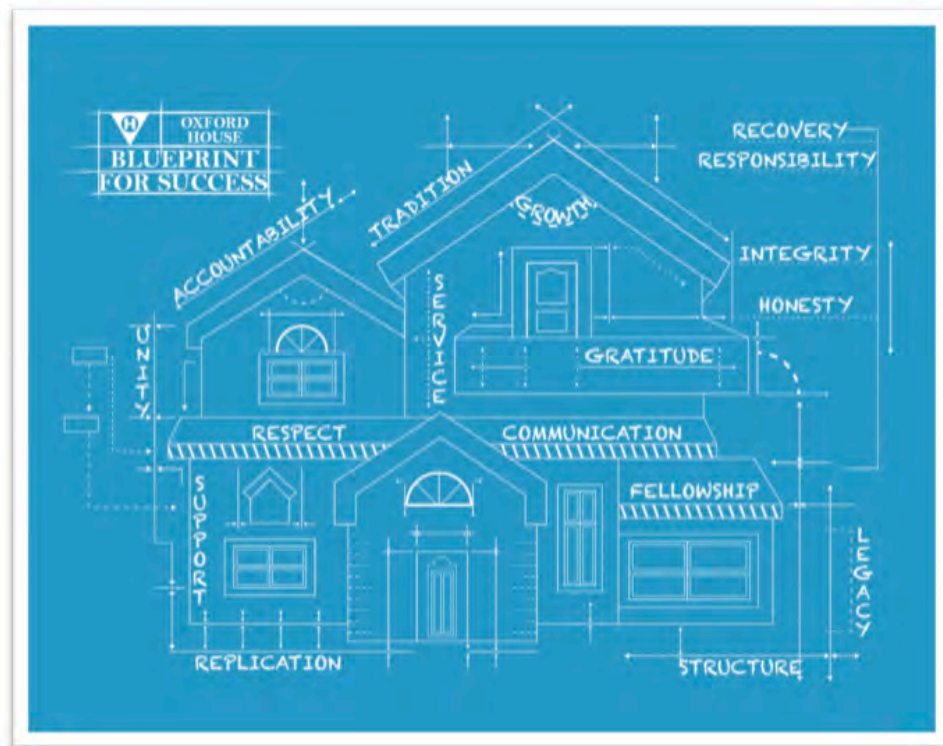 H
OXFORD
HOUSE
BLUEPRINT
FOR SUCCESS
RECOVERY
RESPONSIBILITY
TRADITION
GROWTH
ACCOUNTABILITY
INTEGRITY
HONESTY
SERVICE
UNITY
GRATITUDE
RESPECT
COMMUNICATION
FELLOWSHIP
SUPPORT
LEGACY
REPLICATION
STRUCTURE